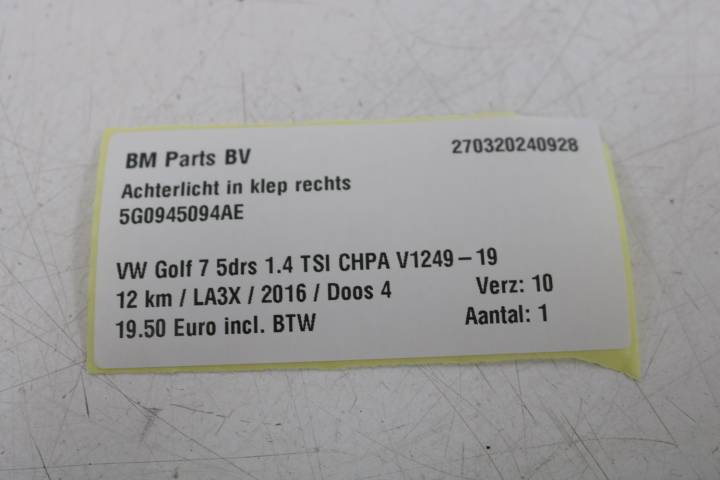 BM Parts BV 270320240928
Achterlicht in klep rechts
5G0945094AE
VW Golf 7 5drs 1.4 TSI CHPA V1249-19
12 km / LA3X / 2016 / Doos 4 Verz: 10
19.50 Euro incl. BTW Aantal: 1